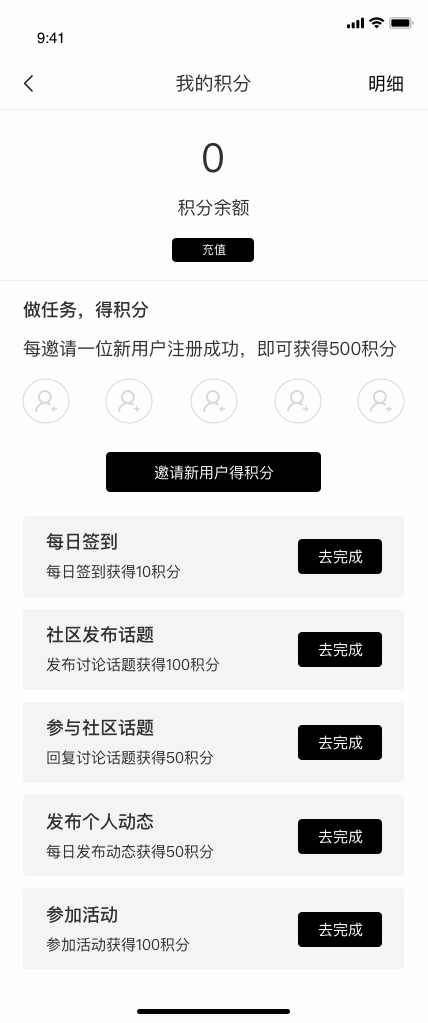 9:41
我的积分
明细
0
积分余额
充值
做任务，得积分
每邀请一位新用户注册成功，即可获得500积分
邀请新用户得积分
每日签到
每日签到获得10积分
去完成
社区发布话题
发布讨论话题获得100积分
去完成
参与社区话题
回复讨论话题获得50积分
去完成
发布个人动态
每日发布动态获得50积分
去完成
参加活动
参加活动获得100积分
去完成